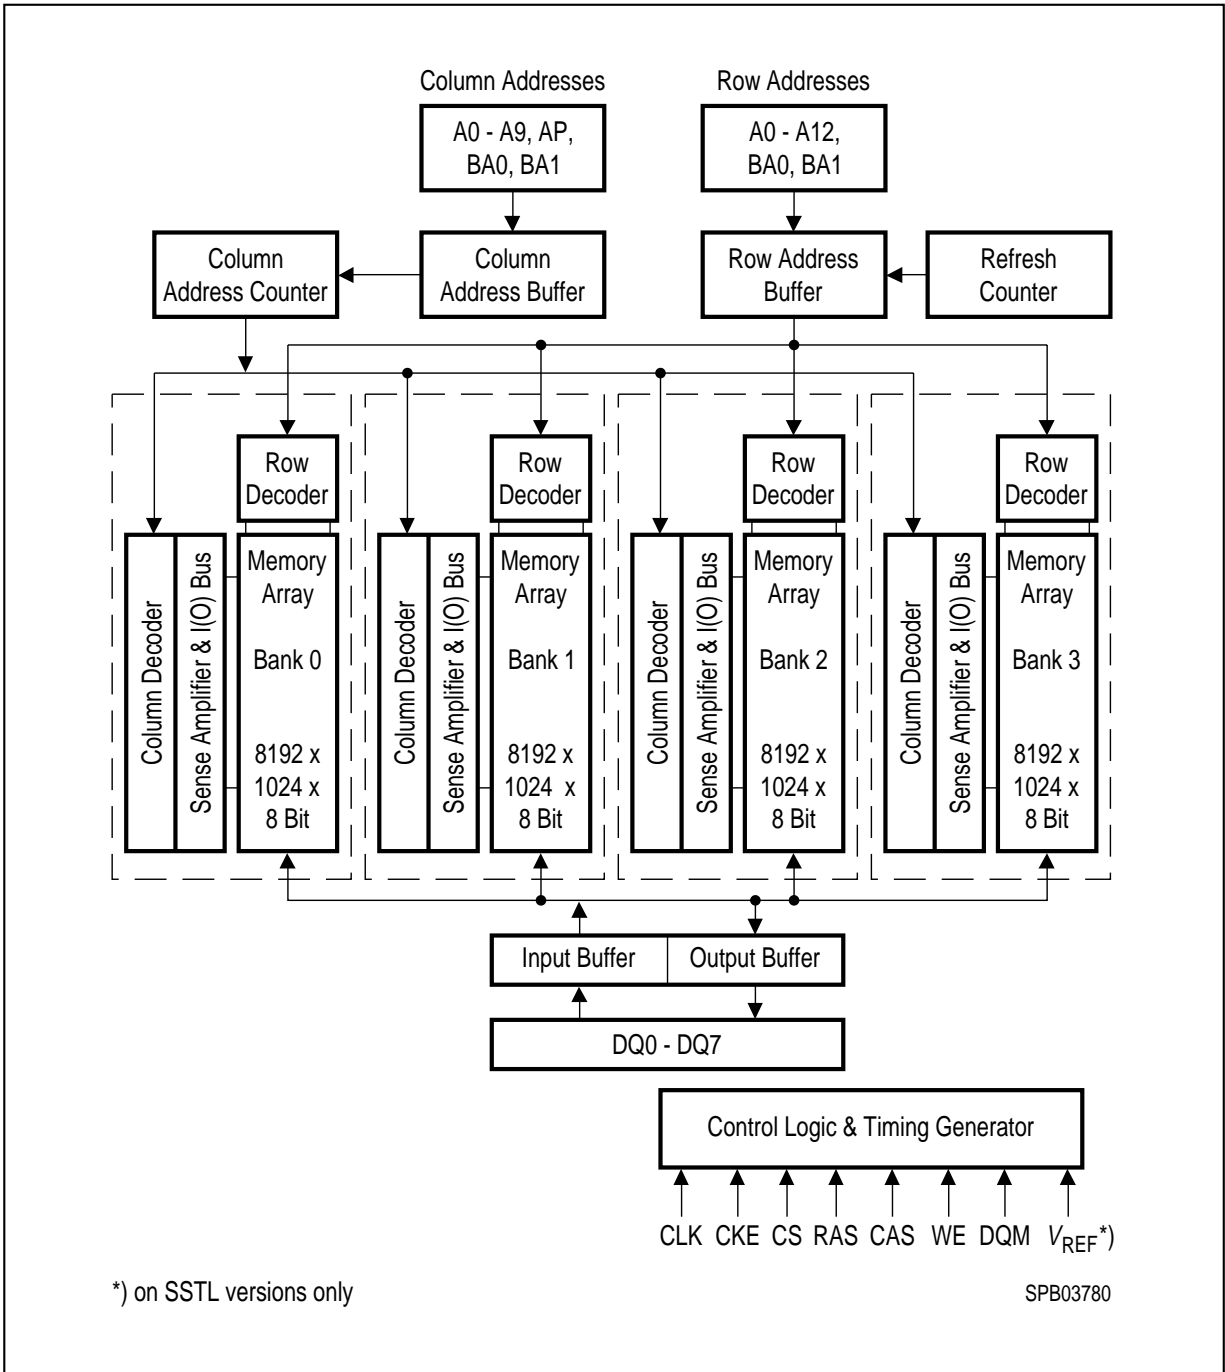 Column Addresses
Row Addresses
A0 - A9, AP,
BA0, BA1
A0 - A12,
BA0, BA1
Column
Address Counter
Column
Address Buffer
Row Address
Buffer
Refresh
Counter
Row
Decoder
Row
Decoder
Row
Decoder
Row
Decoder
Column Decoder
Sense Amplifier & I(O) Bus
Memory
Array
Bank 0
8192 x
1024 x
8 Bit
Column Decoder
Sense Amplifier & I(O) Bus
Memory
Array
Bank 1
8192 x
1024 x
8 Bit
Column Decoder
Sense Amplifier & I(O) Bus
Memory
Array
Bank 2
8192 x
1024 x
8 Bit
Column Decoder
Sense Amplifier & I(O) Bus
Memory
Array
Bank 3
8192 x
1024 x
8 Bit
Input Buffer
Output Buffer
DQ0 - DQ7
Control Logic & Timing Generator
CLK CKE CS RAS CAS WE DQM VREF*)
*) on SSTL versions only
SPB03780